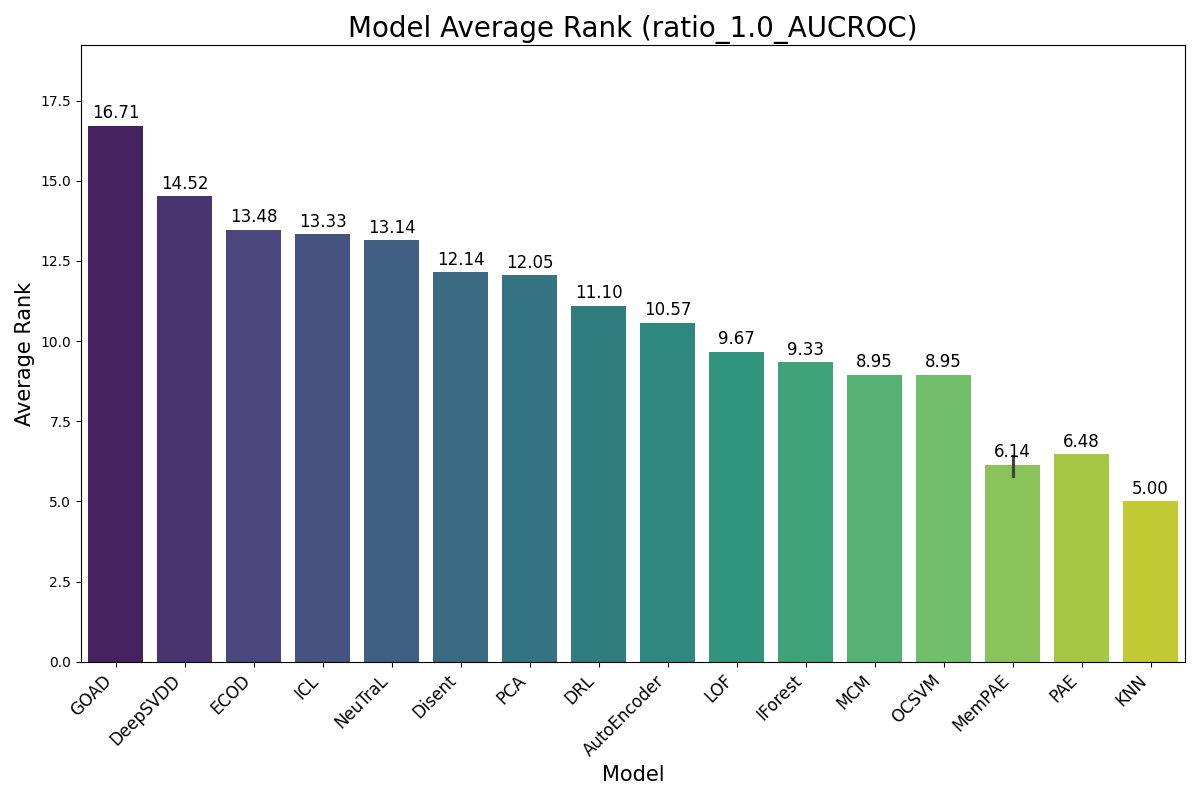 Model Average Rank (ratio_1.0_AUCROC)
Average Rank
17.5
15.0
12.5
10.0
7.5
5.0
2.5
0.0
16.71
14.52
13.48
13.33
13.14
12.14
12.05
11.10
10.57
9.67
9.33
8.95
8.95
6.14
6.48
5.00
GOAD
DeepSVDD
ECOD
ICL
NeuTraL
Disent
PCA
DRL
AutoEncoder
LOF
IForest
MCM
OCSVM
MemPAE
PAE
KNN
Model